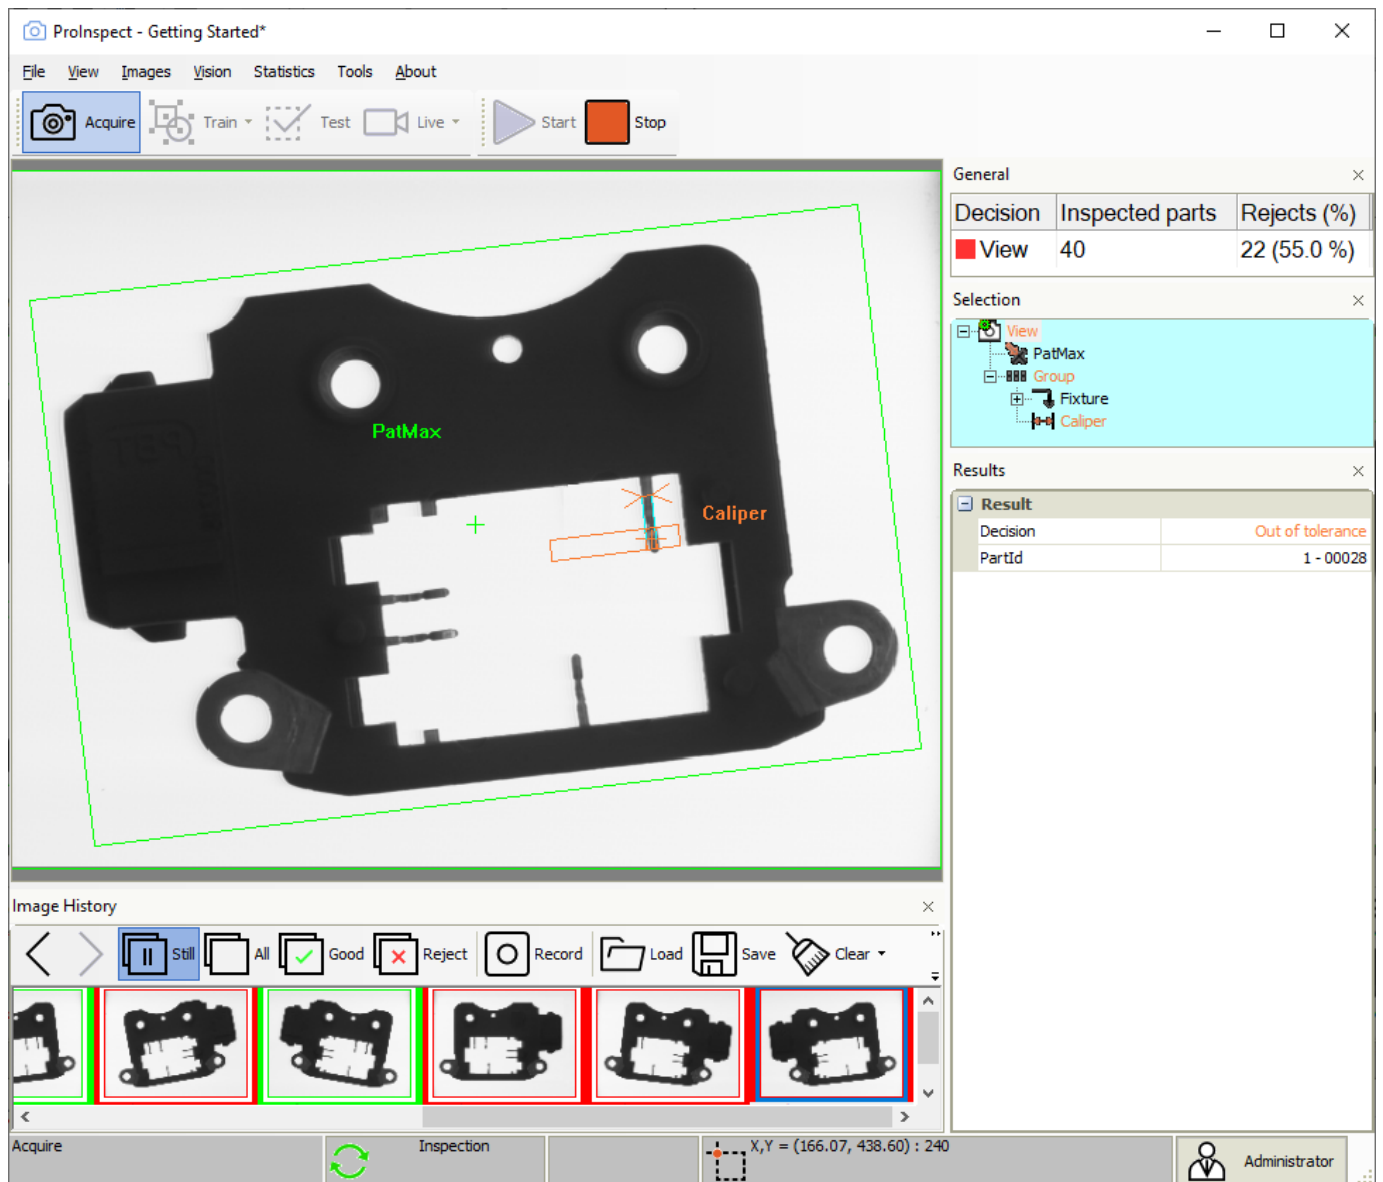 ProInspect - Getting Started*
File View Images Vision Statistics Tools About
Acquire Train Test Live Start Stop
General
Decision Inspected parts Rejects (%)
View 40 22 (55.0 %)
Selection
View
PatMax
Group
Fixture
Caliper
PatMax
Caliper
Results
Result
Decision Out of tolerance
PartId 1 - 00028
Image History
Still All Good Reject Record Load Save Clear
Acquire Inspection X,Y = (166.07, 438.60) : 240 Administrator